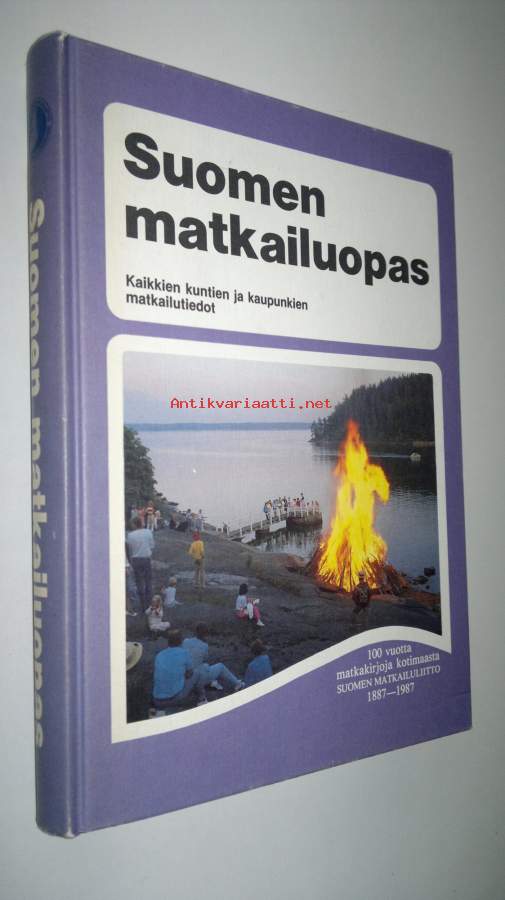 Suomen
matkailuopas
Kaikkien kuntien ja kaupunkien
matkailutiedot
Antikvariaatti.net
100 vuotta
matkakirjoja kotimaasta
SUOMEN MATKAILULIITTO
1887—1987
Suomen matkailuopas